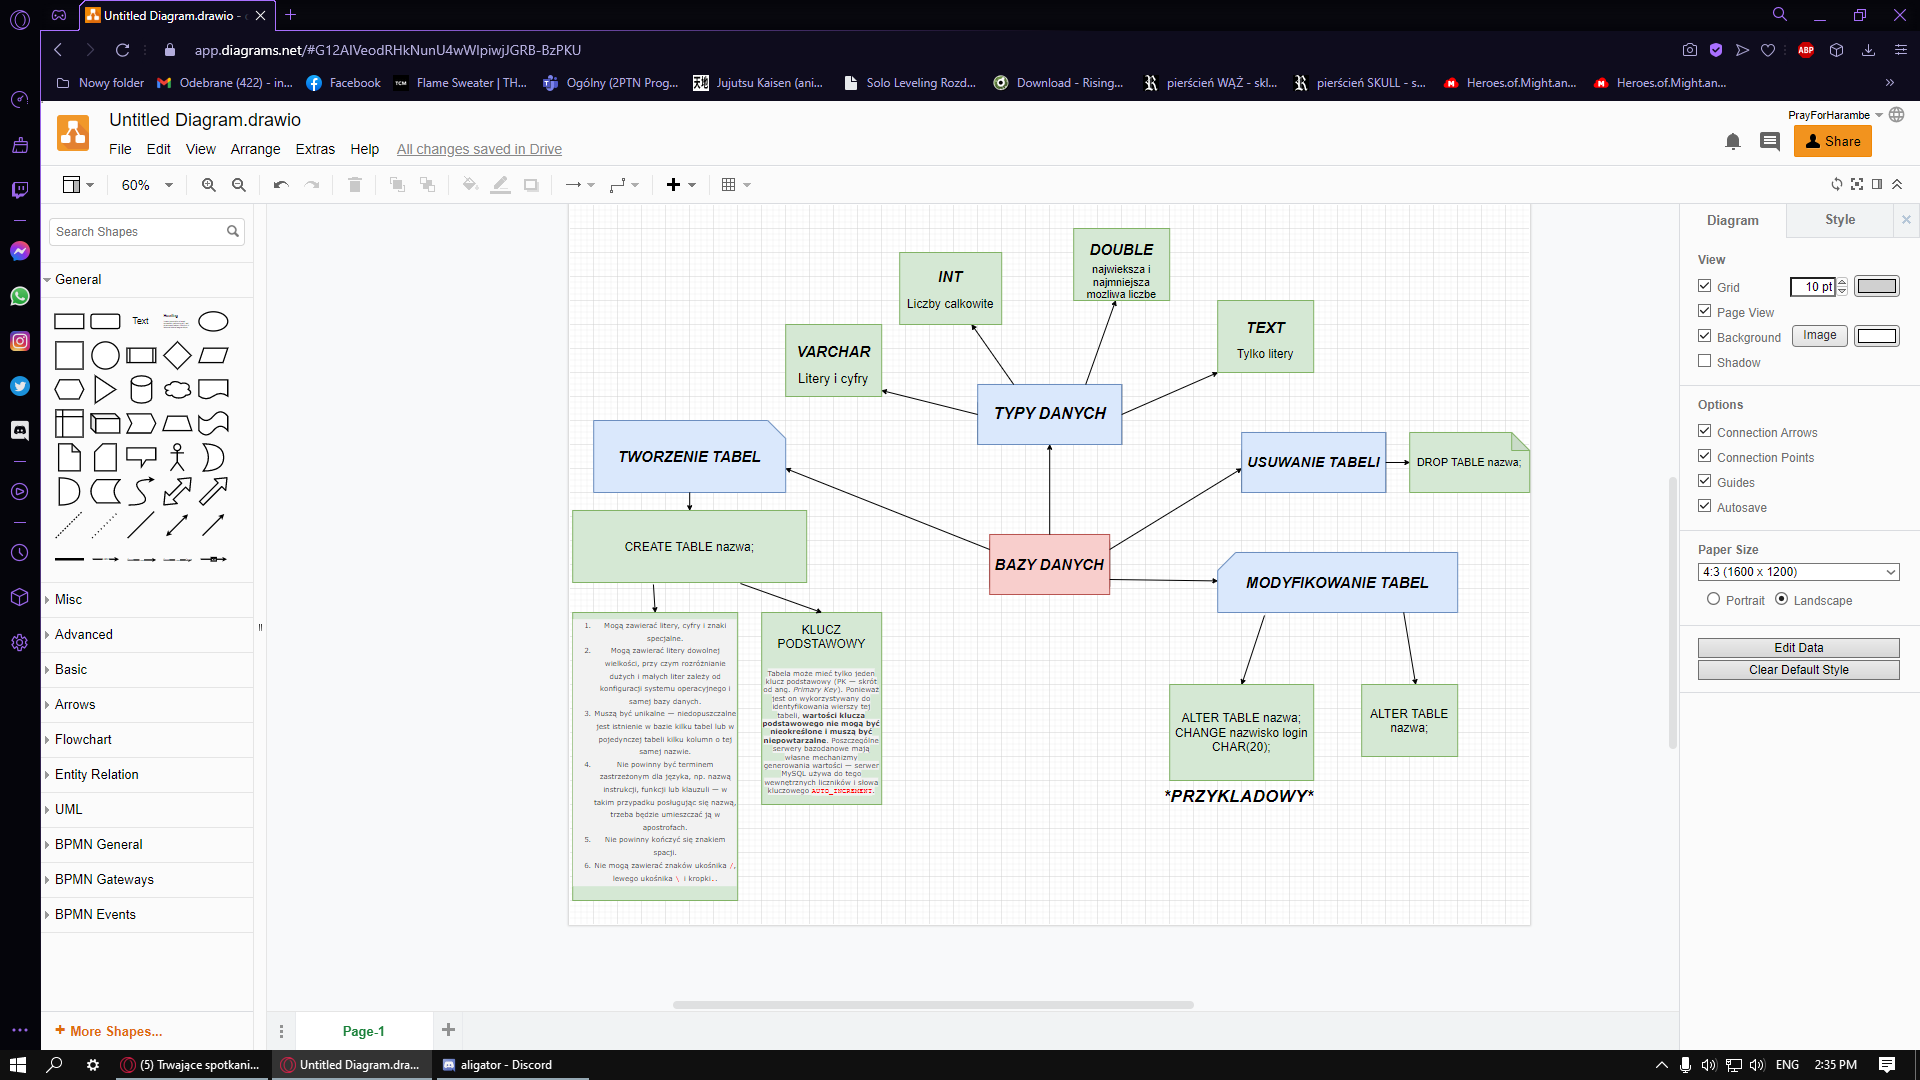 Untitled Diagram.drawio -
app.diagrams.net/#G12AIVeodRHkNunU4wWlpiwjJGRB-BzPKU
ABP
Nowy folder
Odebrane (422) - in...
Facebook
TCM
Flame Sweater | TH...
Ogólny (2PTN Prog...
Jujutsu Kaisen (ani...
Solo Leveling Rozd...
Download - Rising...
pierścień WĄŻ - skl...
pierścień SKULL - s...
Heroes.of.Might.an...
Heroes.of.Might.an...
Untitled Diagram.drawio
PrayForHarambe
File Edit View Arrange Extras Help All changes saved in Drive
Share
60%
Search Shapes
General
Text
Misc
Advanced
Basic
Arrows
Flowchart
Entity Relation
UML
BPMN General
BPMN Gateways
BPMN Events
+ More Shapes...
DOUBLE
najwieksza i
najmniejsza
mozliwa liczbe
INT
Liczby calkowite
TEXT
Tylko litery
VARCHAR
Litery i cyfry
TYPY DANYCH
TWORZENIE TABEL
USUWANIE TABELI
DROP TABLE nazwa;
CREATE TABLE nazwa;
BAZY DANYCH
MODYFIKOWANIE TABEL
1. Mogą zawierać litery, cyfry i znaki
specjalne.
2. Mogą zawierać litery dowolnej
wielkości, przy czym rozróżnianie
dużych i małych liter zależy od
konfiguracji systemu operacyjnego i
samej bazy danych.
3. Muszą być unikalne — niedopuszczalne
jest istnienie w bazie kilku tabel lub w
pojedynczej tabeli kilku kolumn o tej
samej nazwie.
4. Nie powinny być terminem
zastrzeżonym dla języka, np. nazwą
instrukcji, funkcji lub klauzuli — w
takim przypadku posługując się nazwą,
trzeba będzie umieszczać ją w
apostrofach.
5. Nie powinny kończyć się znakiem
spacji.
6. Nie mogą zawierać znaków ukośnika /,
lewego ukośnika \ i kropki..
KLUCZ
PODSTAWOWY
Tabela może mieć tylko jeden
klucz podstawowy (PK — skrót
od ang. Primary Key). Ponieważ
jest on wykorzystywany do
identyfikowania wierszy tej
tabeli, wartości klucza
podstawowego nie mogą być
nieokreślone i muszą być
niepowtarzalne. Poszczególne
serwery bazodanowe mają
własne mechanizmy
generowania wartości — serwer
MySQL używa do tego
wewnętrznych liczników i słowa
kluczowego AUTO_INCREMENT.
ALTER TABLE nazwa;
CHANGE nazwisko login
CHAR(20);
ALTER TABLE
nazwa;
*PRZYKLADOWY*
Diagram
Style
View
Grid
10 pt
Page View
Background
Image
Shadow
Options
Connection Arrows
Connection Points
Guides
Autosave
Paper Size
4:3 (1600 x 1200)
Portrait
Landscape
Edit Data
Clear Default Style
Page-1
(5) Trwające spotkani...
Untitled Diagram.dra...
aligator - Discord
ENG
2:35 PM